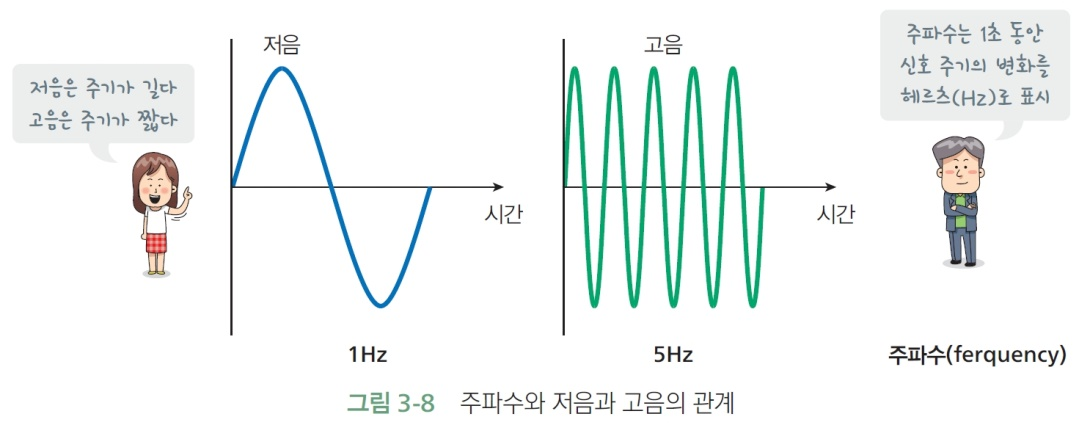 저음은 주기가 길다
고음은 주기가 짧다
저음
시간
1Hz
고음
시간
5Hz
주파수는 1초 동안
신호 주기의 변화를
헤르츠(Hz)로 표시
주파수(ferquency)
그림 3-8 주파수와 저음과 고음의 관계